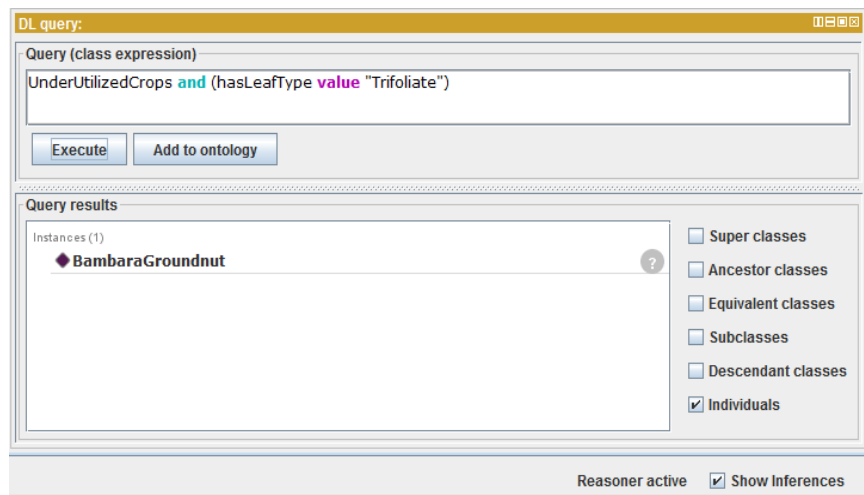 DL query:
Query (class expression)
UnderUtilizedCrops and (hasLeafType value "Trifoliate")
Execute Add to ontology
Query results
Instances (1)
BambaraGroundnut ?
Super classes
Ancestor classes
Equivalent classes
Subclasses
Descendant classes
Individuals
Reasoner active Show Inferences